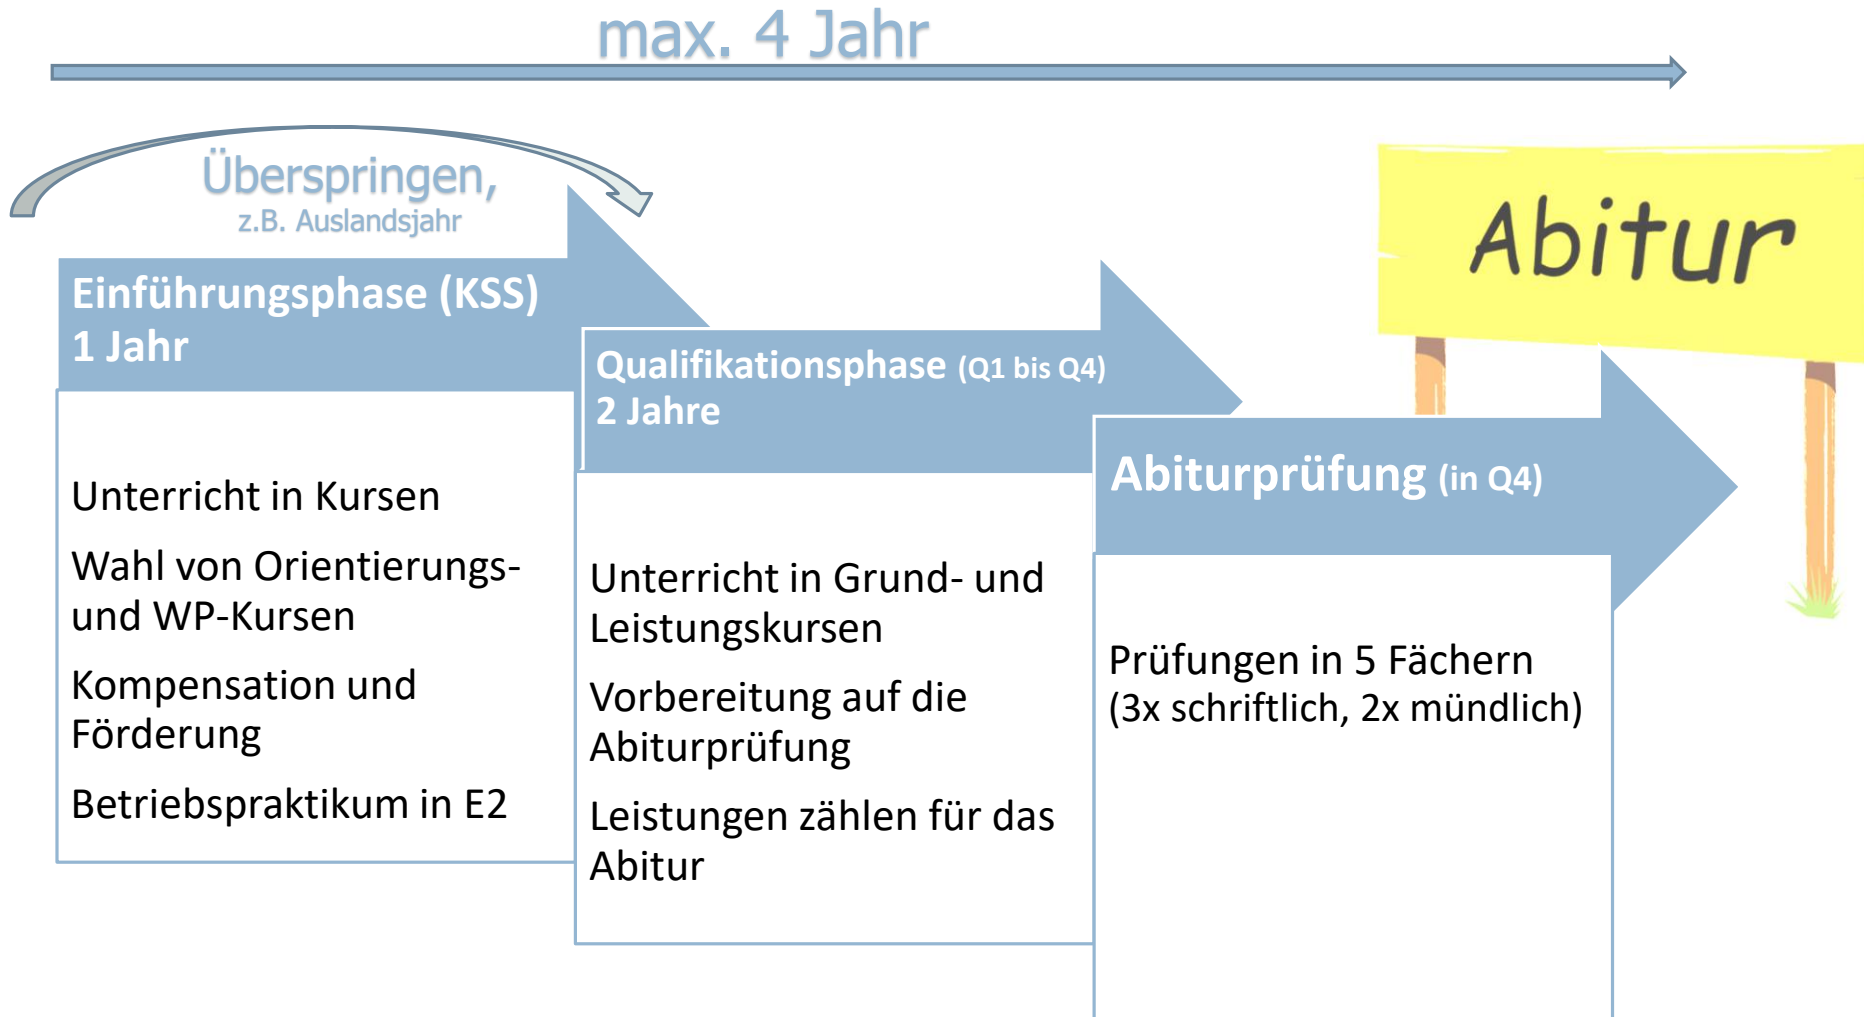 max. 4 Jahr
Überspringen,
z.B. Auslandsjahr
Abitur
Einführungsphase (KSS)
1 Jahr
Unterricht in Kursen
Wahl von Orientierungs-
und WP-Kursen
Kompensation und
Förderung
Betriebspraktikum in E2
Qualifikationsphase (Q1 bis Q4)
2 Jahre
Unterricht in Grund- und
Leistungskursen
Vorbereitung auf die
Abiturprüfung
Leistungen zählen für das
Abitur
Abiturprüfung (in Q4)
Prüfungen in 5 Fächern
(3x schriftlich, 2x mündlich)